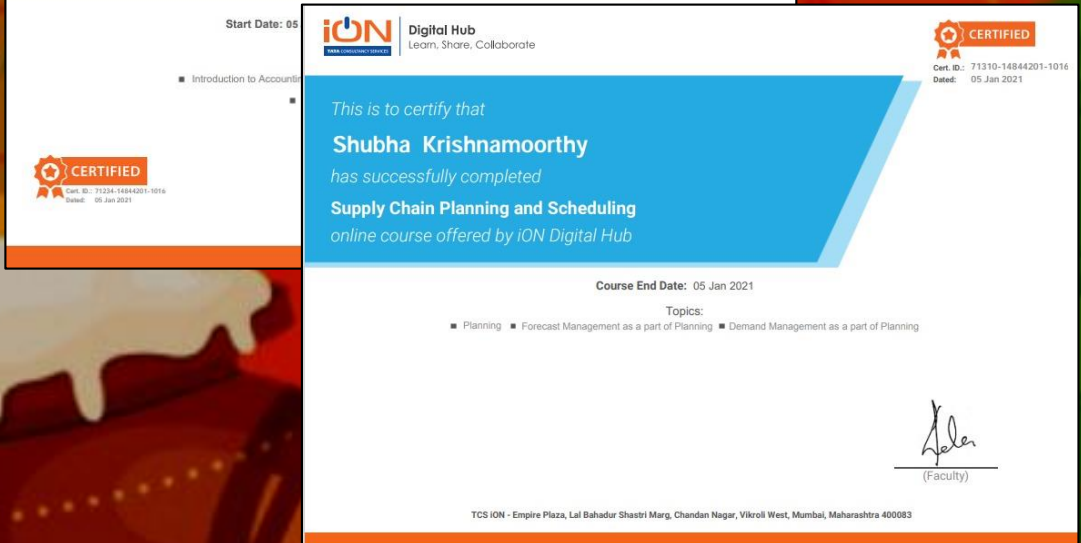 Start Date: 05
■ Introduction to Accountin
■
CERTIFIED
Cert. ID.: 71234-14844201-1016
Dated: 05 Jan 2021
iON
TATA CONSULTANCY SERVICES
Digital Hub
Learn, Share, Collaborate
CERTIFIED
Cert. ID.: 71310-14844201-1016
Dated: 05 Jan 2021
This is to certify that
Shubha Krishnamoorthy
has successfully completed
Supply Chain Planning and Scheduling
online course offered by iON Digital Hub
Course End Date: 05 Jan 2021
Topics:
■ Planning ■ Forecast Management as a part of Planning ■ Demand Management as a part of Planning
(Faculty)
TCS iON - Empire Plaza, Lal Bahadur Shastri Marg, Chandan Nagar, Vikroli West, Mumbai, Maharashtra 400083